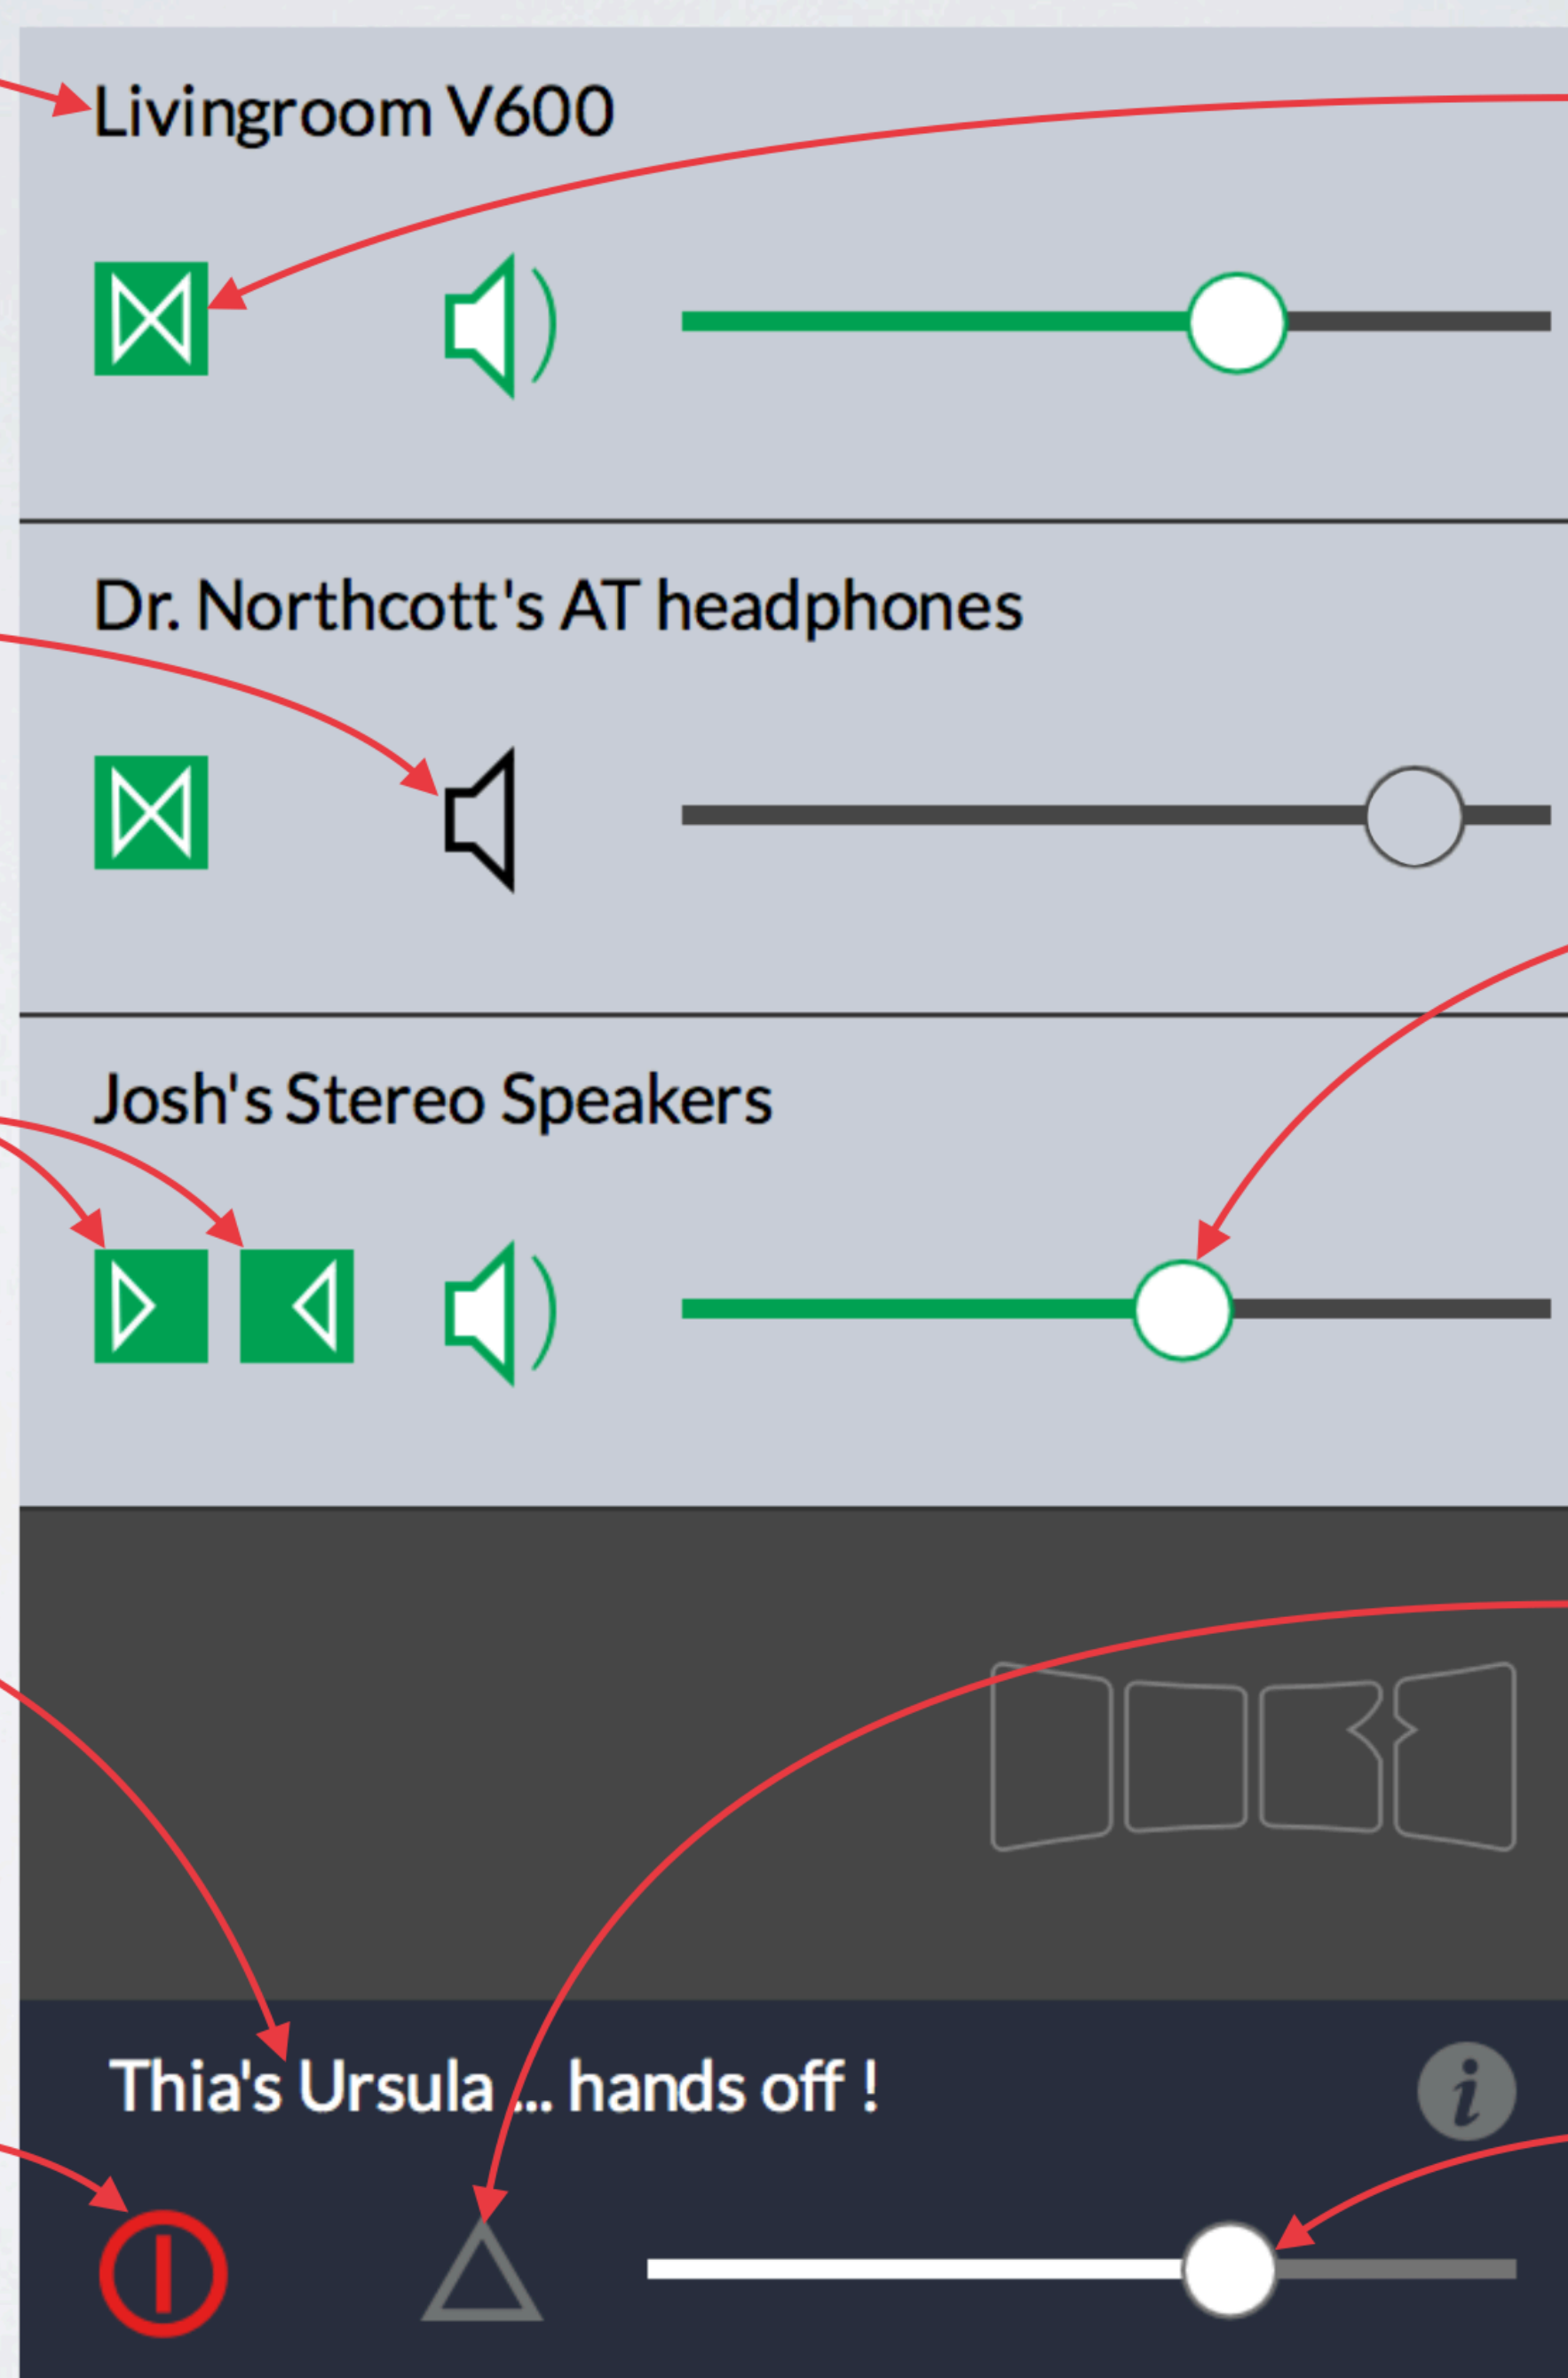 Livingroom V600
Dr. Northcott's AT headphones
Josh's Stereo Speakers
Thia's Ursula ... hands off !
i